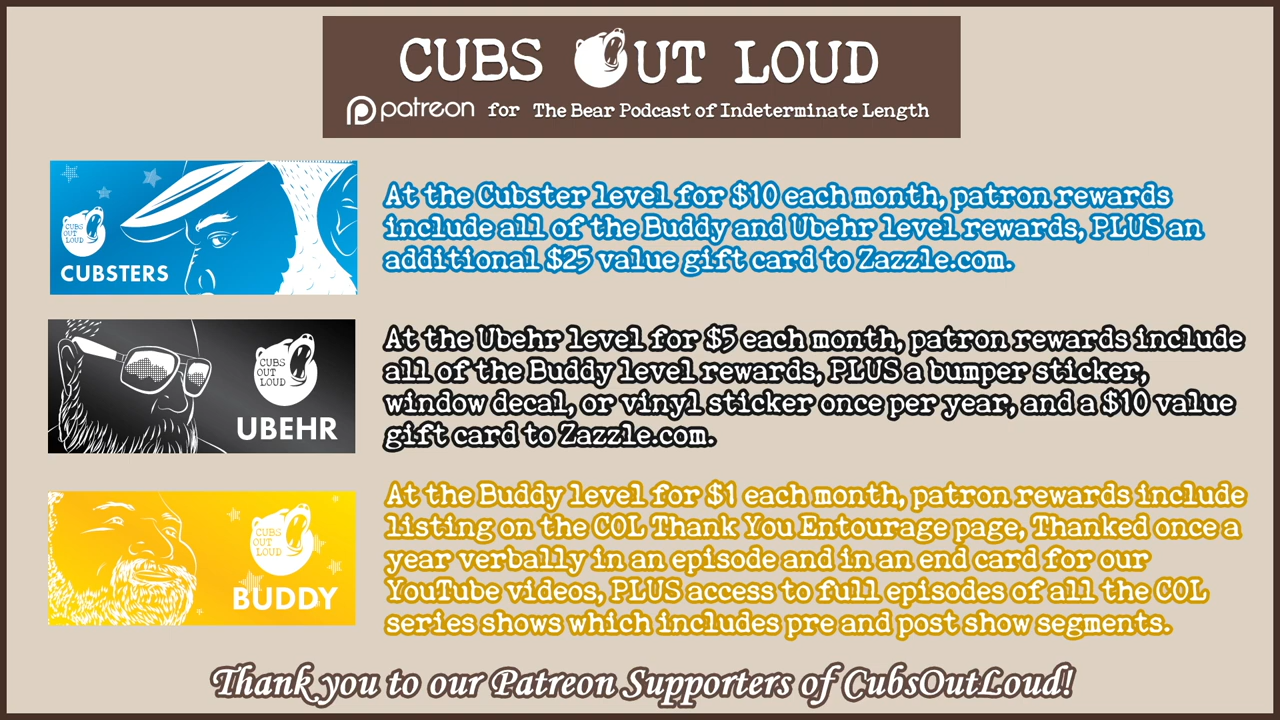 CUBS OUT LOUD
patreon for The Bear Podcast of Indeterminate Length
CUBS
OUT
LOUD
CUBSTERS
At the Cubster level for $10 each month, patron rewards
include all of the Buddy and Ubehr level rewards, PLUS an
additional $25 value gift card to Zazzle.com.
CUBS
OUT
LOUD
UBEHR
At the Ubehr level for $5 each month, patron rewards include
all of the Buddy level rewards, PLUS a bumper sticker,
window decal, or vinyl sticker once per year, and a $10 value
gift card to Zazzle.com.
CUBS
OUT
LOUD
BUDDY
At the Buddy level for $1 each month, patron rewards include
listing on the COL Thank You Entourage page, Thanked once a
year verbally in an episode and in an end card for our
YouTube videos, PLUS access to full episodes of all the COL
series shows which includes pre and post show segments.
Thank you to our Patreon Supporters of CubsOutLoud!